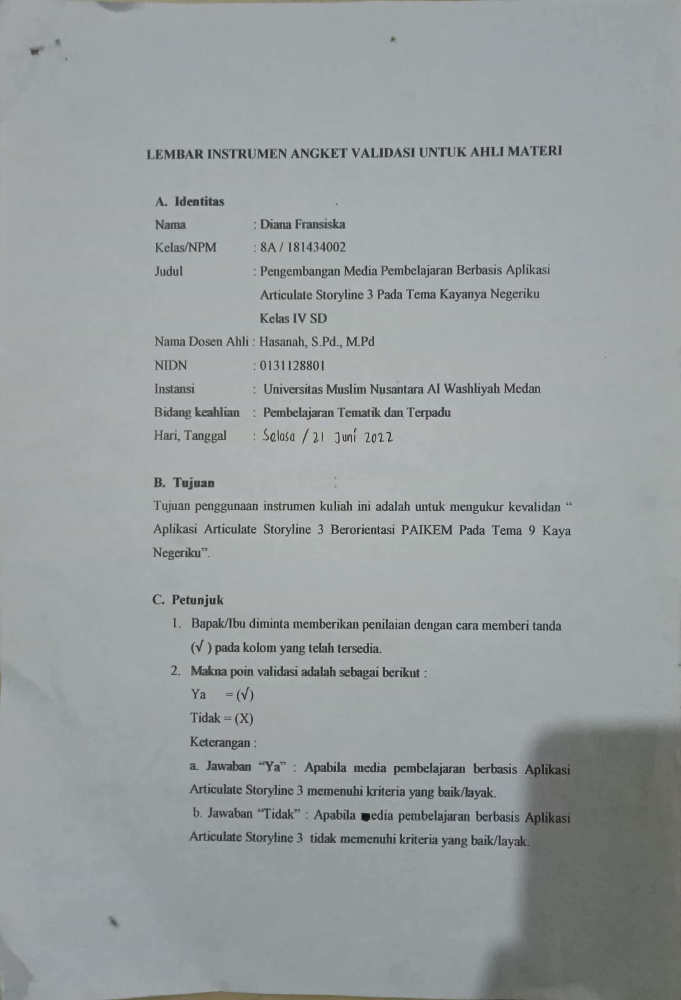 LEMBAR INSTRUMEN ANGKET VALIDASI UNTUK AHLI MATERI
A. Identitas
Nama : Diana Fransiska
Kelas/NPM : 8A / 181434002
Judul : Pengembangan Media Pembelajaran Berbasis Aplikasi
Articulate Storyline 3 Pada Tema Kayanya Negeriku
Kelas IV SD
Nama Dosen Ahli : Hasanah, S.Pd., M.Pd
NIDN : 0131128801
Instansi : Universitas Muslim Nusantara Al Washliyah Medan
Bidang keahlian : Pembelajaran Tematik dan Terpadu
Hari, Tanggal : Selasa / 21 Juni 2022
B. Tujuan
Tujuan penggunaan instrumen kuliah ini adalah untuk mengukur kevalidan “
Aplikasi Articulate Storyline 3 Berorientasi PAIKEM Pada Tema 9 Kaya
Negeriku”.
C. Petunjuk
1. Bapak/Ibu diminta memberikan penilaian dengan cara memberi tanda
(√ ) pada kolom yang telah tersedia.
2. Makna poin validasi adalah sebagai berikut :
Ya = (√)
Tidak = (X)
Keterangan :
a. Jawaban “Ya” : Apabila media pembelajaran berbasis Aplikasi
Articulate Storyline 3 memenuhi kriteria yang baik/layak.
b. Jawaban “Tidak” : Apabila media pembelajaran berbasis Aplikasi
Articulate Storyline 3 tidak memenuhi kriteria yang baik/layak.